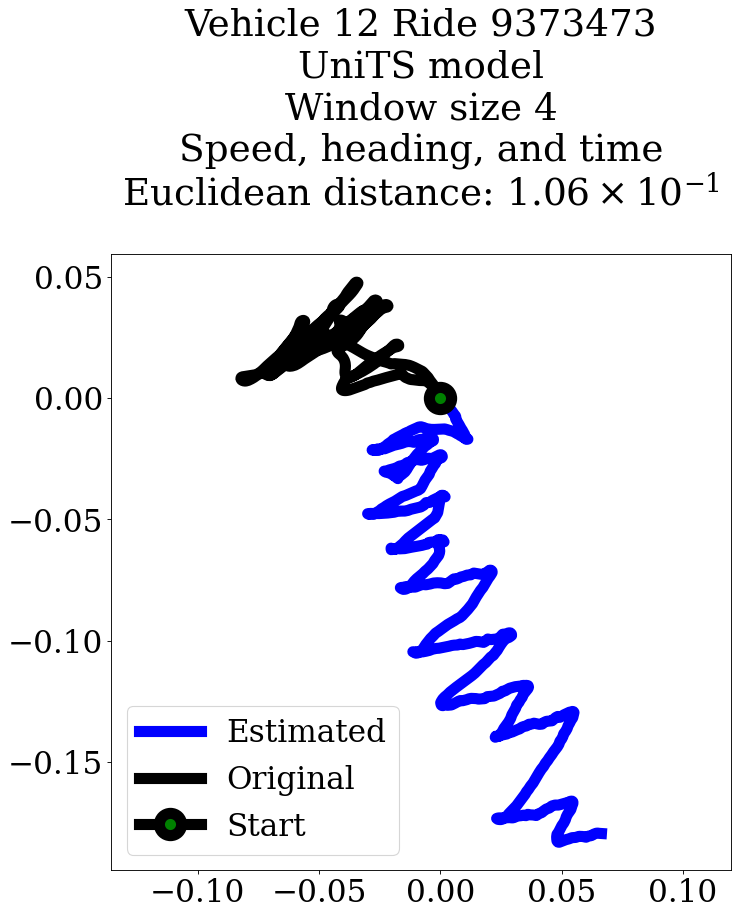 Vehicle 12 Ride 9373473
UniTS model
Window size 4
Speed, heading, and time
Euclidean distance: 1.06 × 10⁻¹
0.05
0.00
−0.05
−0.10
−0.15
Estimated
Original
Start
−0.10 −0.05 0.00 0.05 0.10